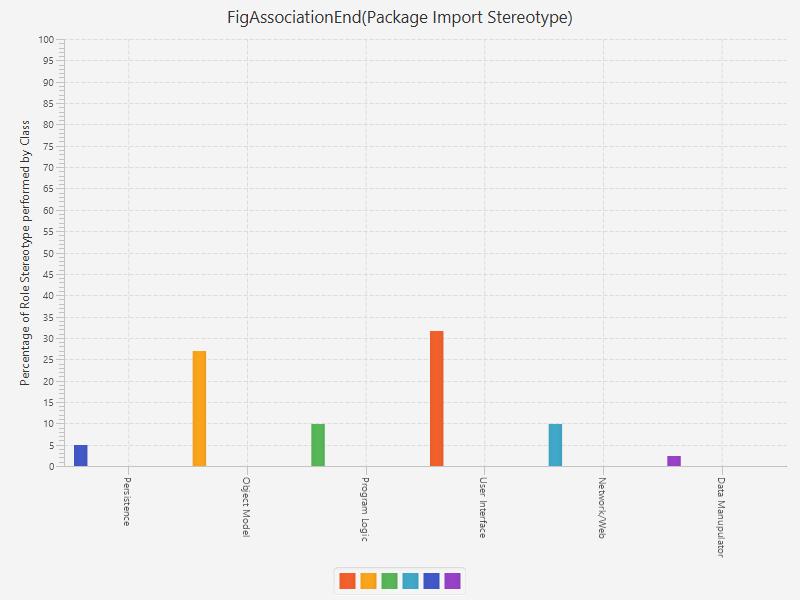 FigAssociationEnd(Package Import Stereotype)
Percentage of Role Stereotype performed by Class
100
95
90
85
80
75
70
65
60
55
50
45
40
35
30
25
20
15
10
5
0
Persistence
Object Model
Program Logic
User Interface
Network/Web
Data Manupulator